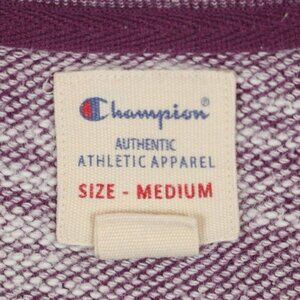 Champion®
AUTHENTIC
ATHLETIC APPAREL
SIZE - MEDIUM